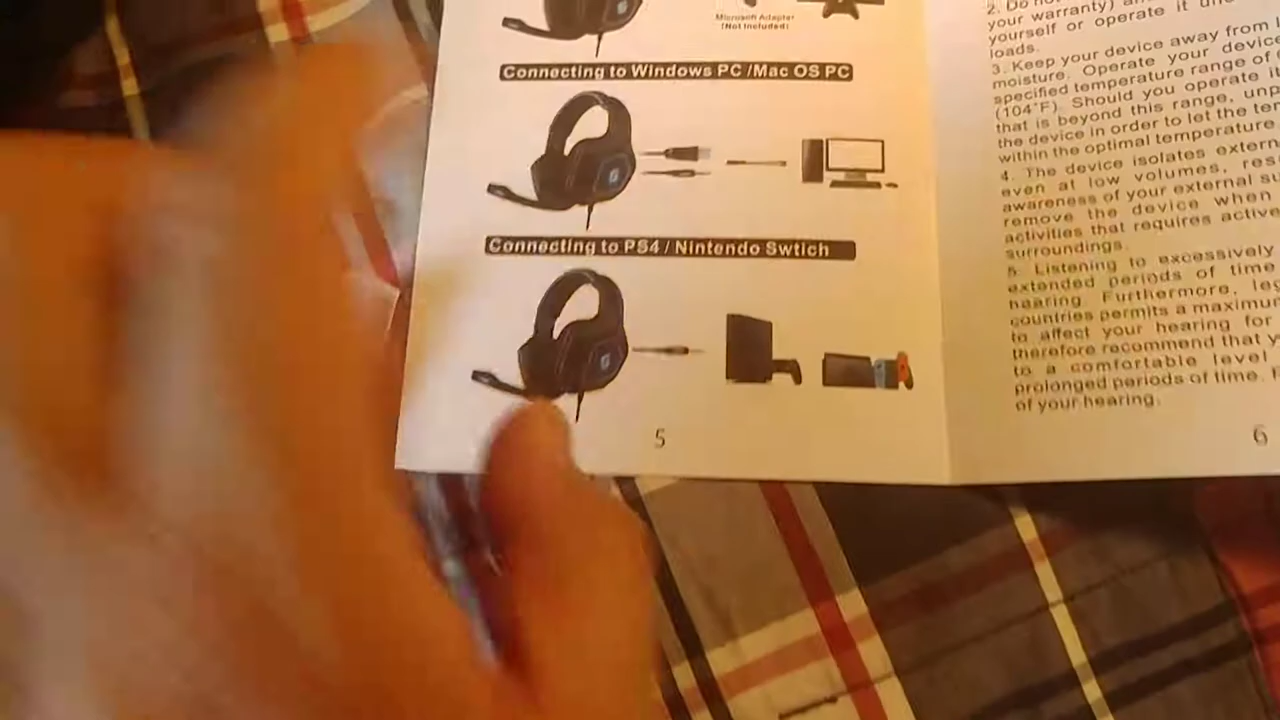 Microsoft Adapter
(Not Included)
Connecting to Windows PC /Mac OS PC
Connecting to PS4 / Nintendo Swtich
5
2. Do
your warranty)
yourself or operate it
loads.
3. Keep your device away from
moisture. Operate your device
specified temperature range of
(104°F). Should you operate it
that is beyond this range,
the device in order to let the
within the optimal temperature
4. The device isolates
even at low volumes,
awareness of your external
remove the device when
activities that requires
surroundings.
5. Listening to excessively
extended periods of time
hearing. Furthermore,
countries permits a
to affect your hearing for
therefore recommend that
to a comfortable level
prolonged periods of time.
of your hearing.
6